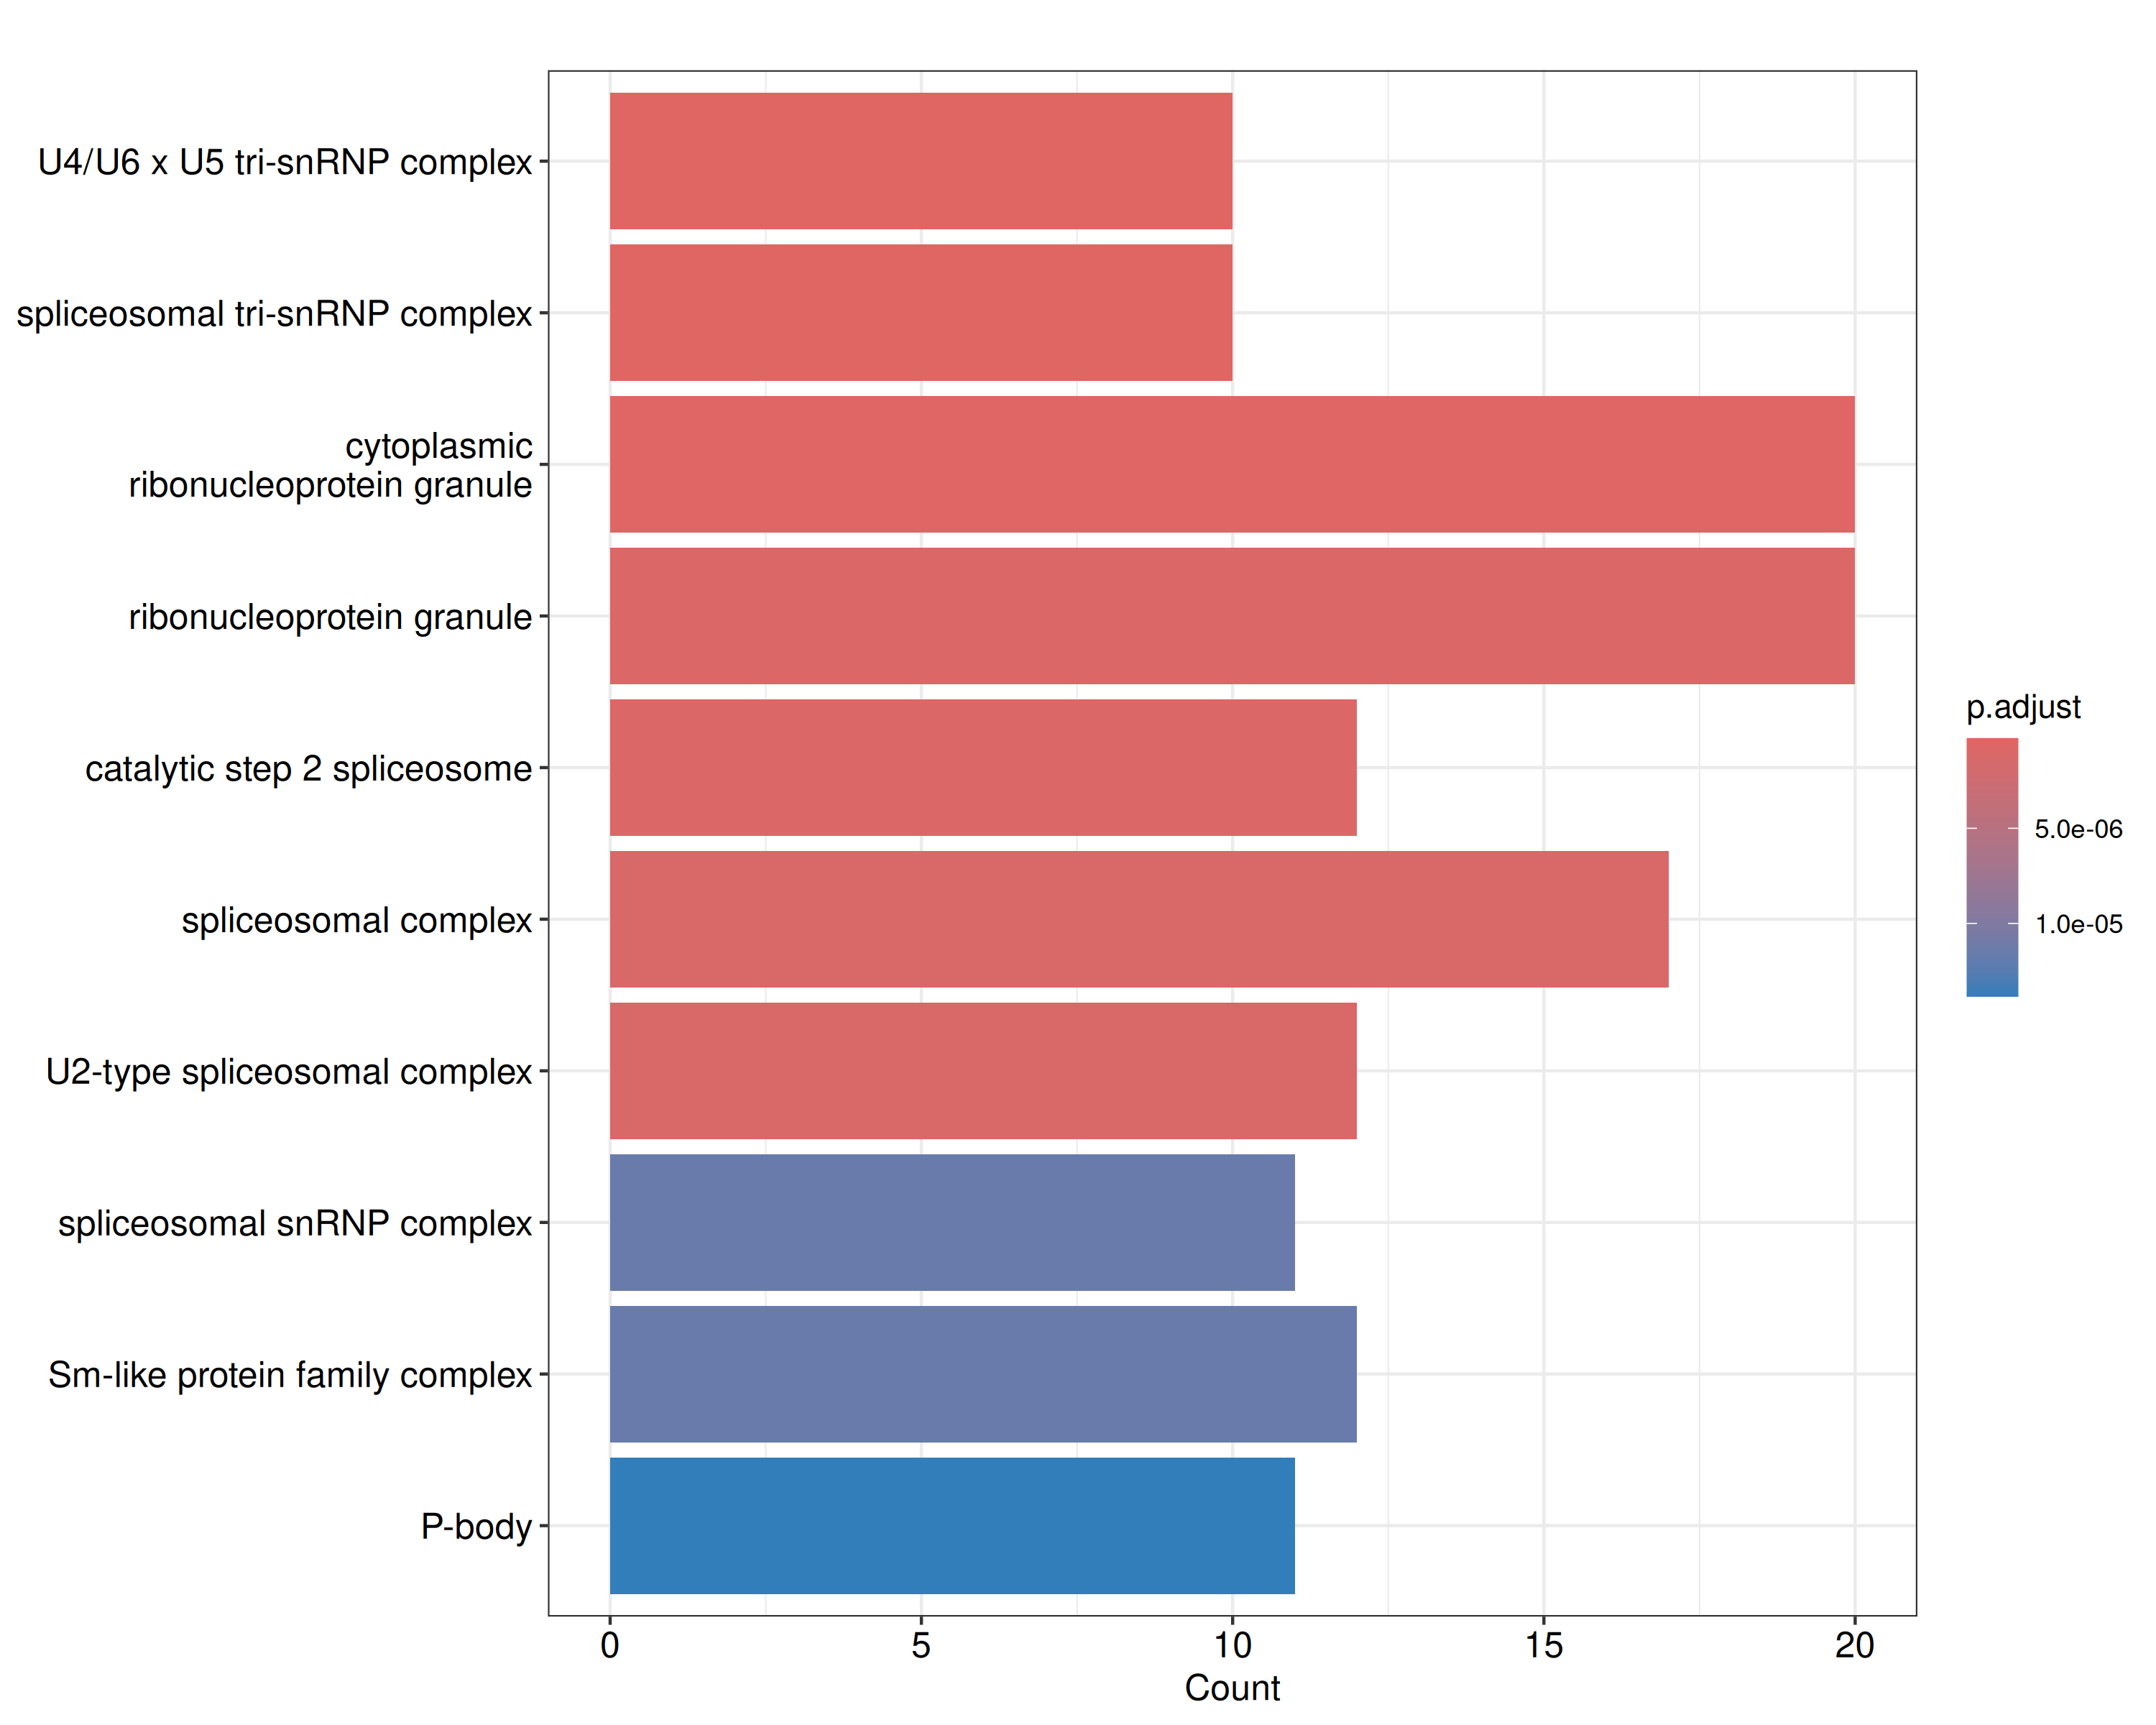 U4/U6 x U5 tri-snRNP complex
spliceosomal tri-snRNP complex
cytoplasmic
ribonucleoprotein granule
ribonucleoprotein granule
catalytic step 2 spliceosome
spliceosomal complex
U2-type spliceosomal complex
spliceosomal snRNP complex
Sm-like protein family complex
P-body
0 5 10 15 20
Count
p.adjust
5.0e-06
1.0e-05